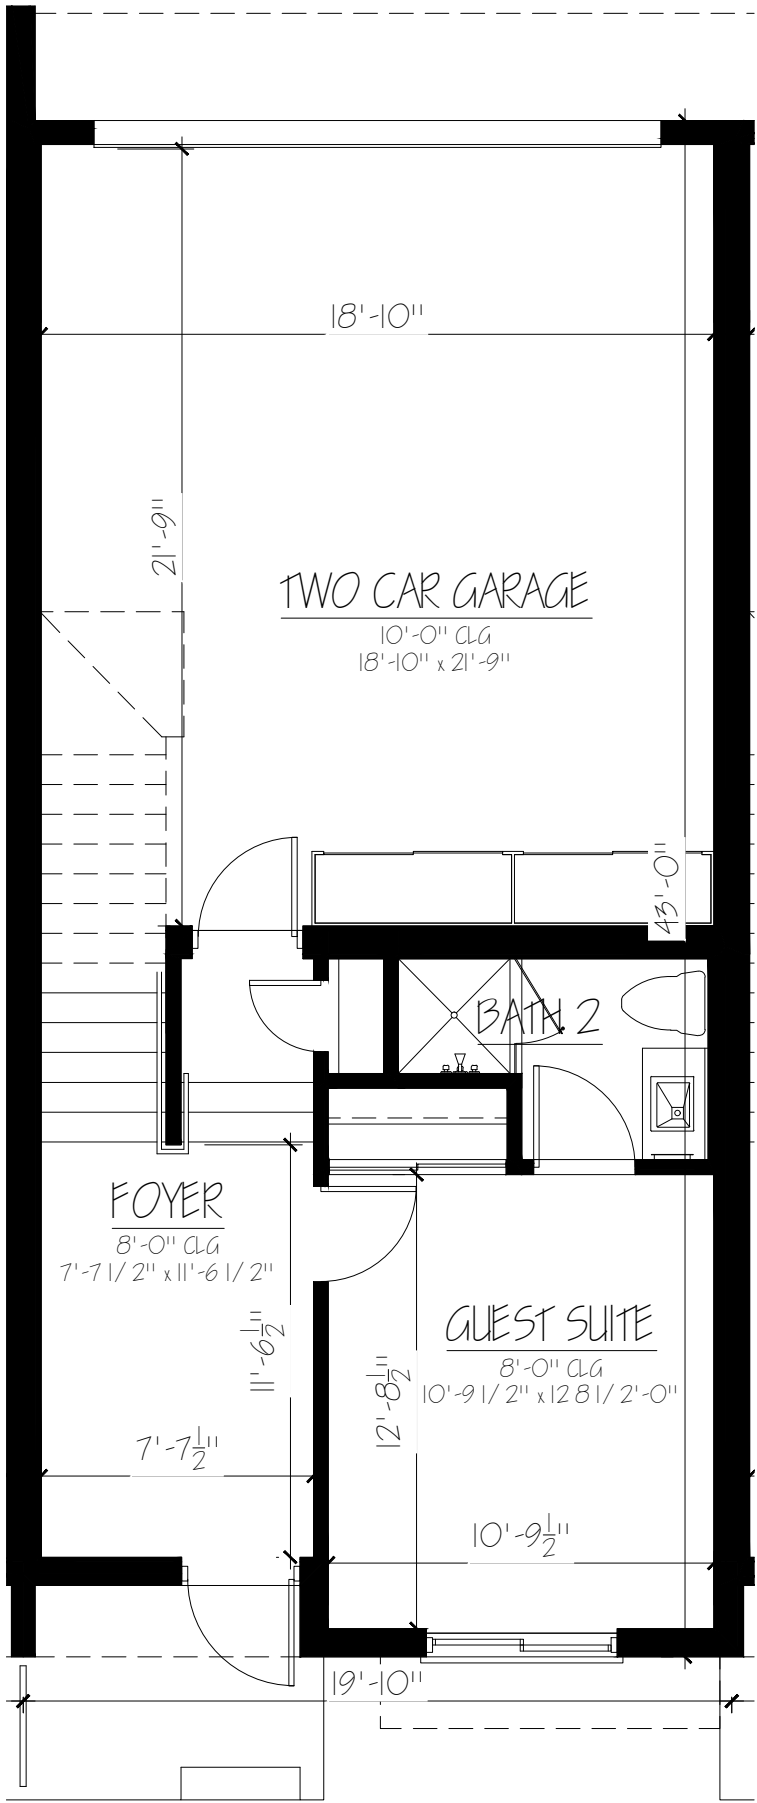 18'-10"
21'-9"
TWO CAR GARAGE
10'-0" CLG
18'-10" x 21'-9"
43'-0"
BATH 2
FOYER
8'-0" CLG
7'-7 1/2" x 11'-6 1/2"
11'-6 1/2"
GUEST SUITE
8'-0" CLG
10'-9 1/2" x 12 8 1/2'-0"
12'-8 1/2"
7'-7 1/2"
10'-9 1/2"
19'-10"